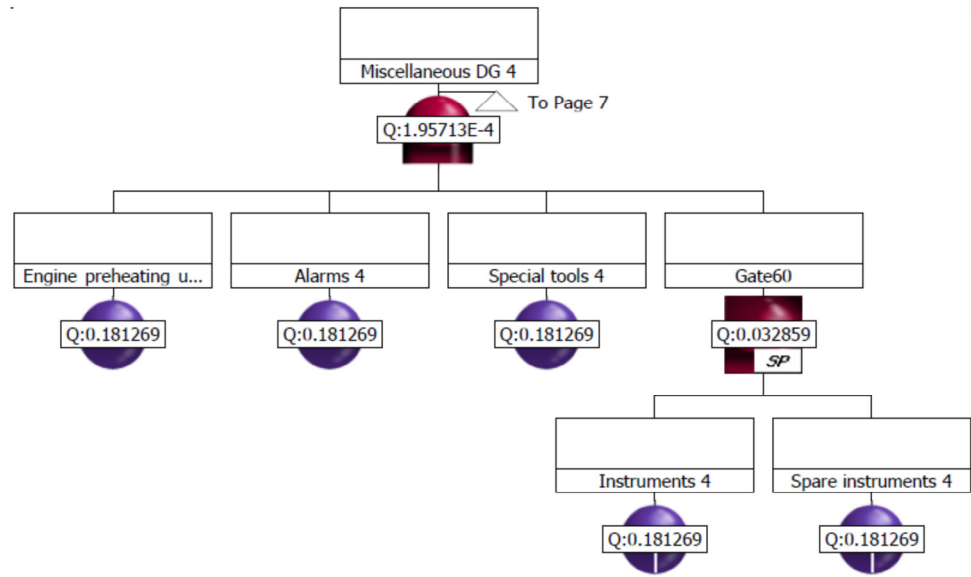 Miscellaneous DG 4
To Page 7
Q:1.95713E-4
Engine preheating u...
Alarms 4
Special tools 4
Gate60
Q:0.181269
Q:0.181269
Q:0.181269
Q:0.032859
SP
Instruments 4
Spare instruments 4
Q:0.181269
Q:0.181269